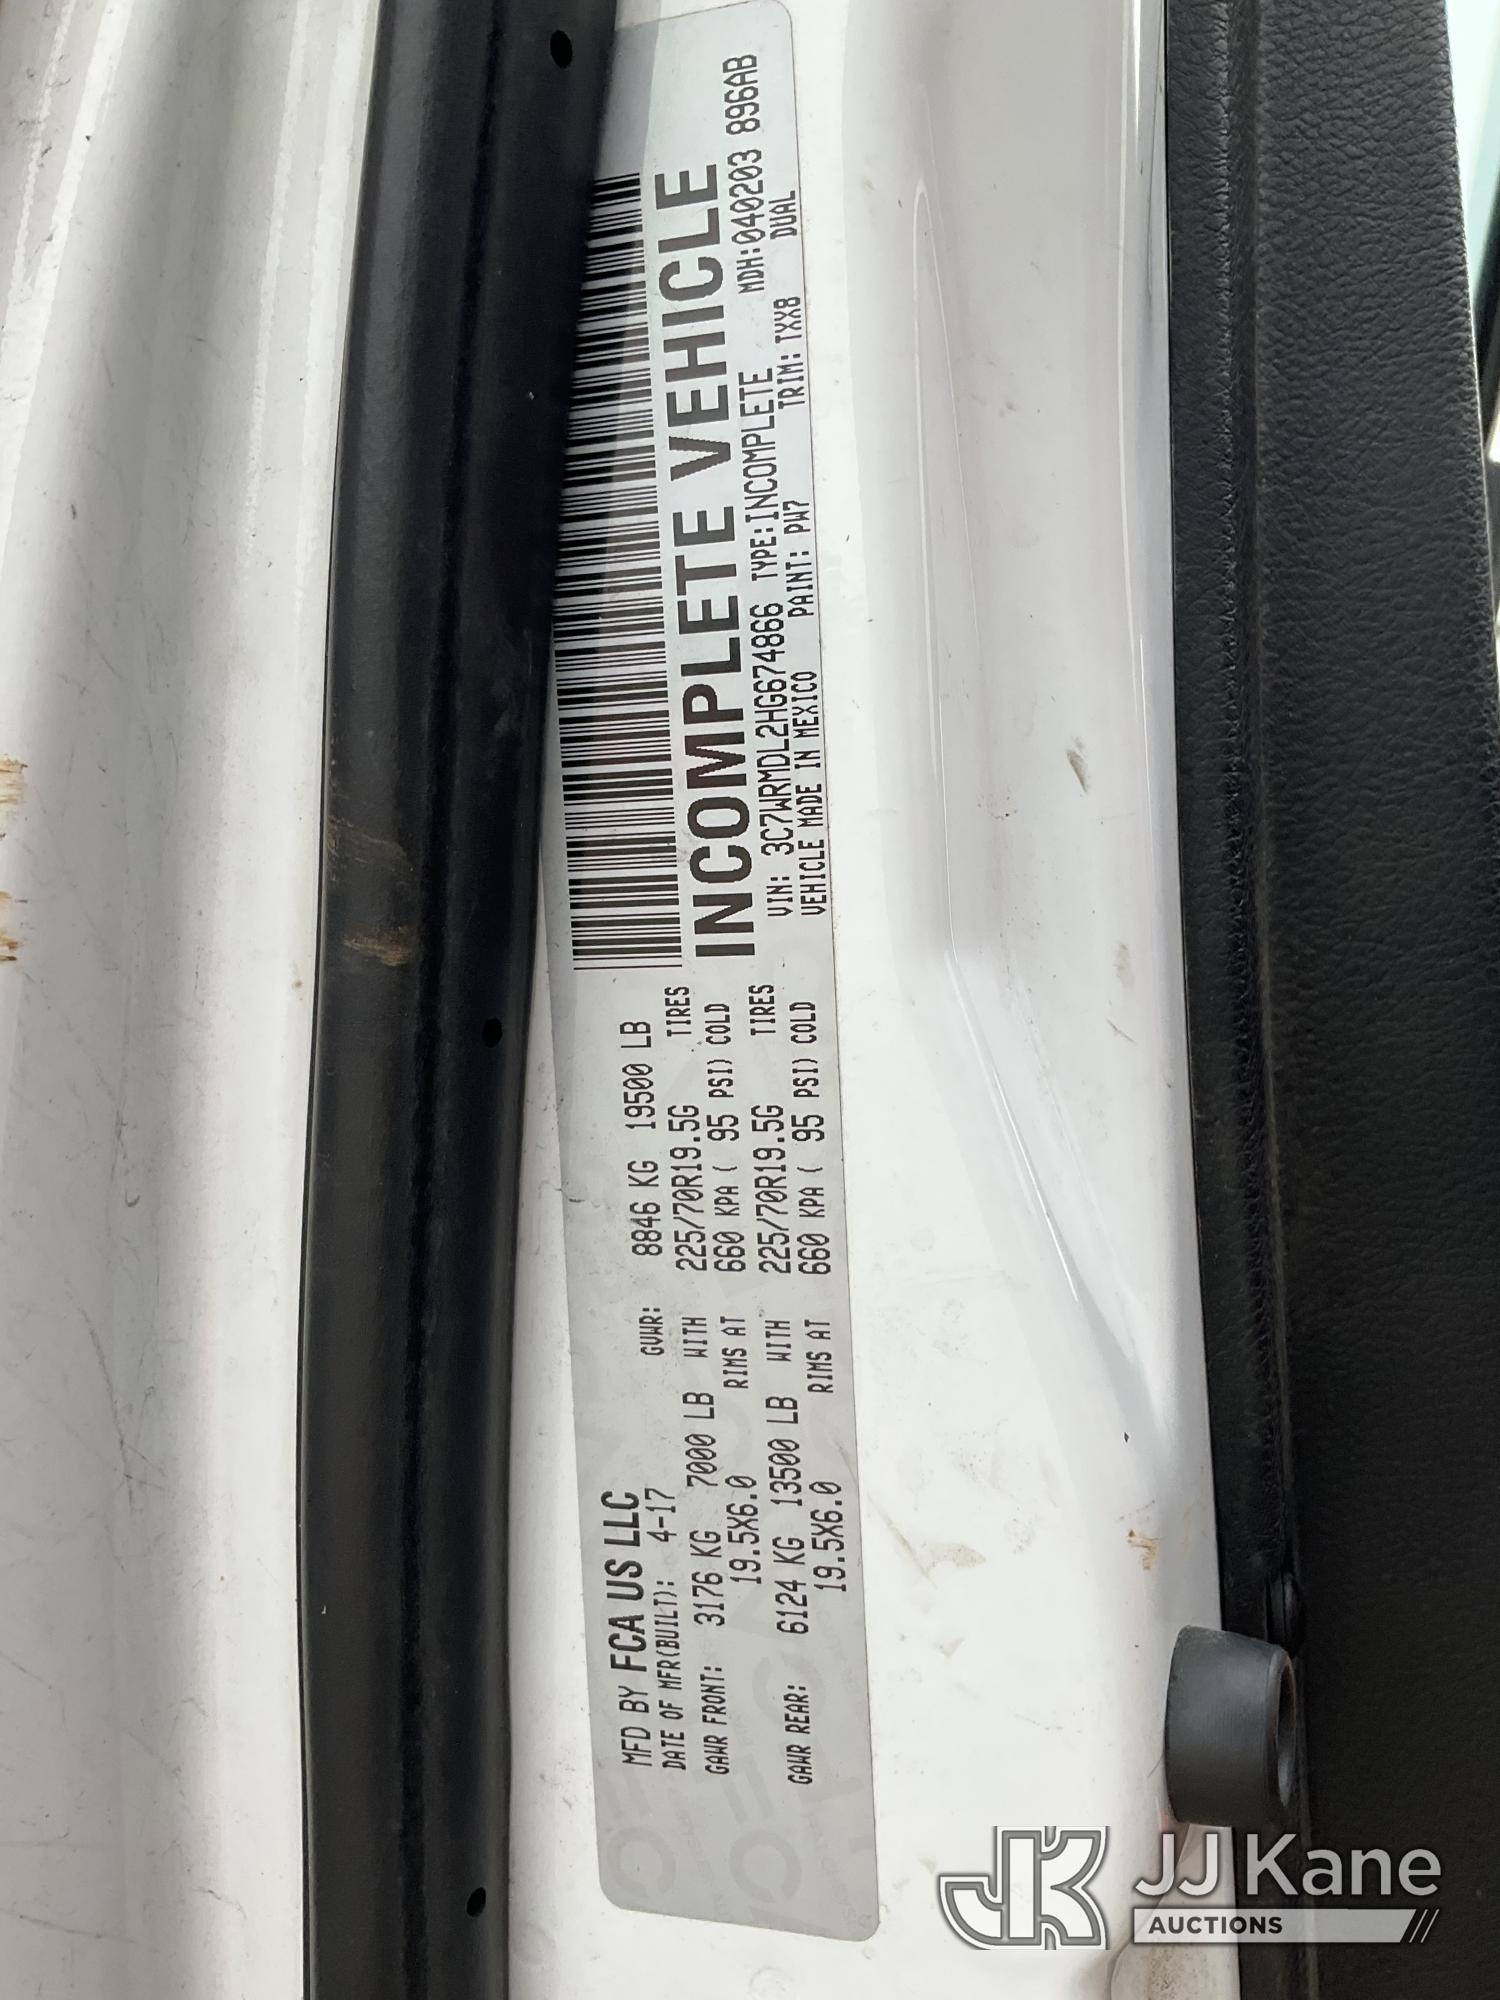 MFD BY FCA US LLC
DATE OF MFR(BUILT): 4-17 GVWR: 8846 KG 19500 LB
GAWR FRONT: 3176 KG 7000 LB WITH 225/70R19.5G TIRES
19.5X6.0 RIMS AT 660 KPA ( 95 PSI) COLD
GAWR REAR: 6124 KG 13500 LB WITH 225/70R19.5G TIRES
19.5X6.0 RIMS AT 660 KPA ( 95 PSI) COLD
INCOMPLETE VEHICLE
MDH:040203 896AB
VIN: 3C7WRMDL2HG674866 TYPE:INCOMPLETE
VEHICLE MADE IN MEXICO PAINT: PW7 TRIM: TXX8 DUAL
JK JJ Kane
AUCTIONS